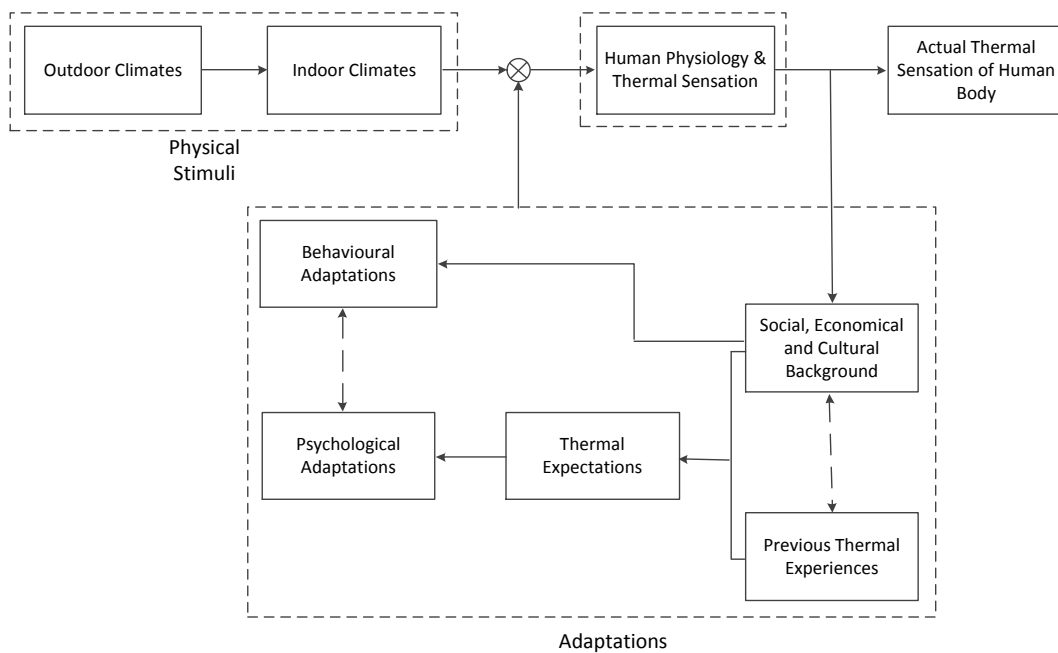 Outdoor Climates
Indoor Climates
Human Physiology &
Thermal Sensation
Actual Thermal
Sensation of Human
Body
Physical
Stimuli
Behavioural
Adaptations
Social, Economical
and Cultural
Background
Psychological
Adaptations
Thermal
Expectations
Previous Thermal
Experiences
Adaptations